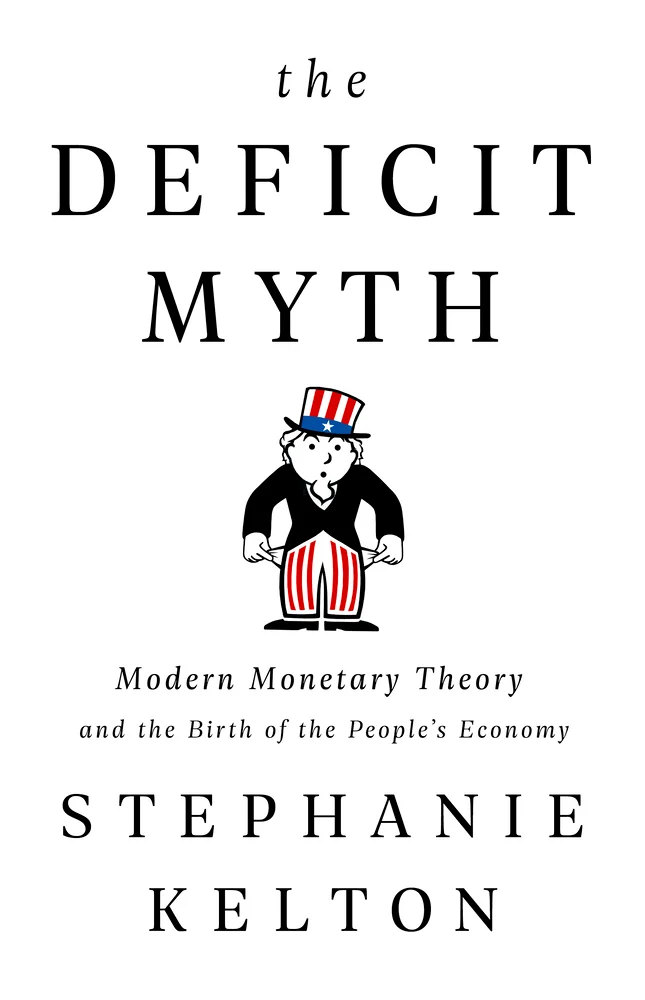 the
DEFICIT
MYTH
Modern Monetary Theory
and the Birth of the People’s Economy
STEPHANIE
KELTON